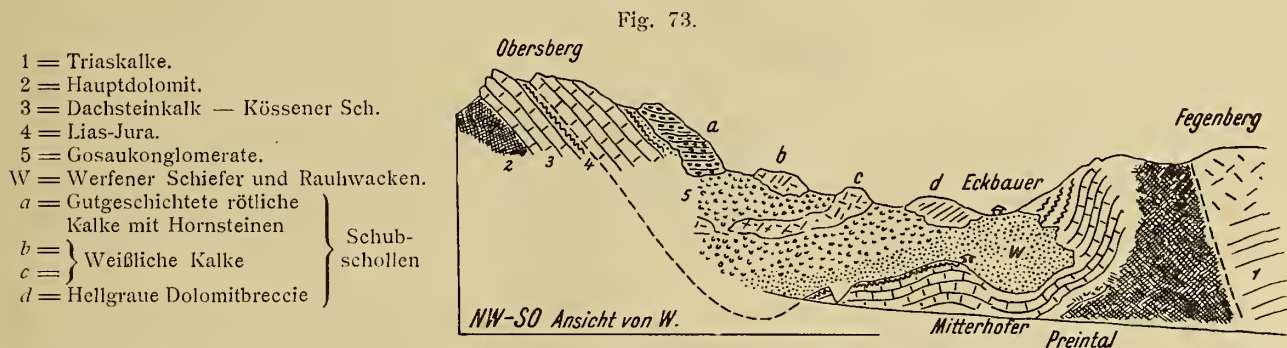 Fig. 73.
1 = Triaskalke.
2 = Hauptdolomit.
3 = Dachsteinkalk — Kössener Sch.
4 = Lias-Jura.
5 = Gosaukonglomerate.
W = Werfener Schiefer und Rauhwacken.
a = Gutgeschichtete rötliche
Kalke mit Hornsteinen
b =
c =
Weißliche Kalke
d = Hellgraue Dolomitbreccie
Schub-
schollen
Obersberg
a
Fegenberg
b
c
d
Eckbauer
2
3
4
5
W
1
NW-SO Ansicht von W.
Mitterhofer
Preintal